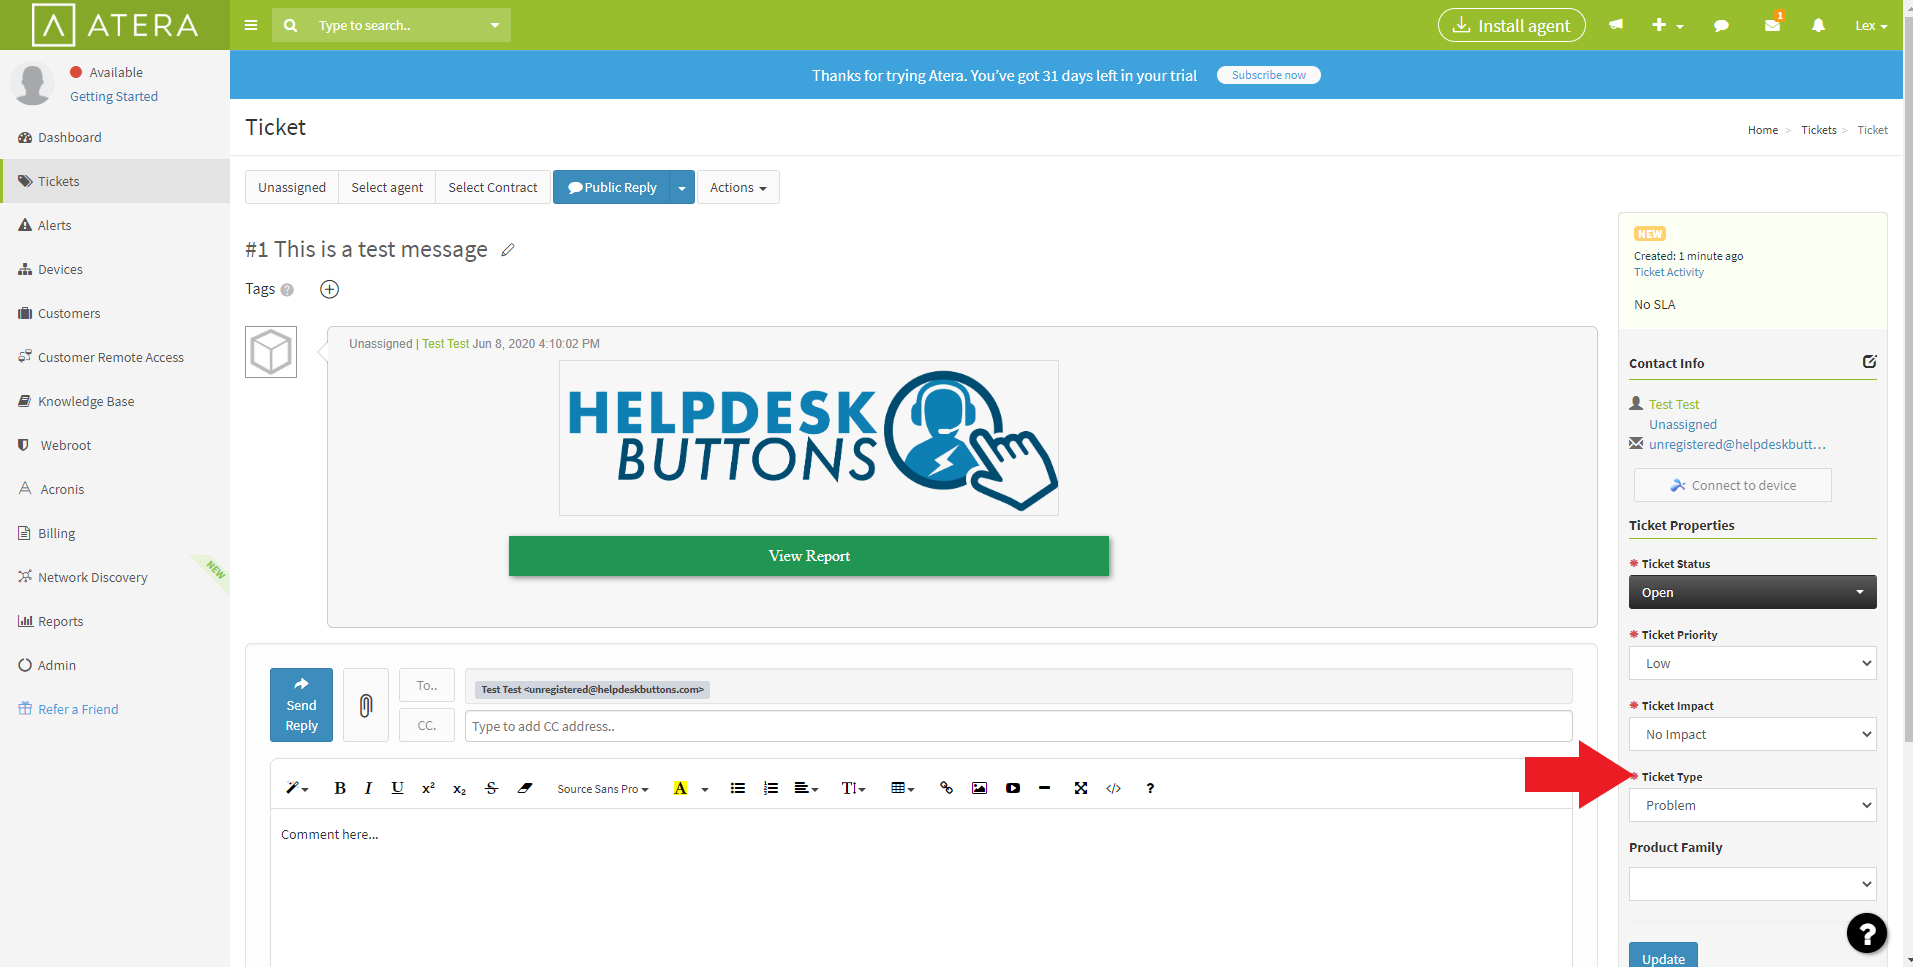 ATERA
Type to search..
Install agent
1
Lex
Available
Getting Started
Thanks for trying Atera. You’ve got 31 days left in your trial
Subscribe now
Dashboard
Tickets
Alerts
Devices
Customers
Customer Remote Access
Knowledge Base
Webroot
Acronis
Billing
Network Discovery
NEW
Reports
Admin
Refer a Friend
Ticket
Home > Tickets > Ticket
Unassigned
Select agent
Select Contract
Public Reply
Actions
#1 This is a test message
Tags ?
Unassigned | Test Test Jun 8, 2020 4:10:02 PM
HELPDESK
BUTTONS
View Report
Send
Reply
To..
Test Test <unregistered@helpdeskbuttons.com>
CC.
Type to add CC address..
B I U x² x₂ S Source Sans Pro A T </> ?
Comment here...
NEW
Created: 1 minute ago
Ticket Activity
No SLA
Contact Info
Test Test
Unassigned
unregistered@helpdeskbutt...
Connect to device
Ticket Properties
Ticket Status
Open
Ticket Priority
Low
Ticket Impact
No Impact
Ticket Type
Problem
Product Family
?
Update